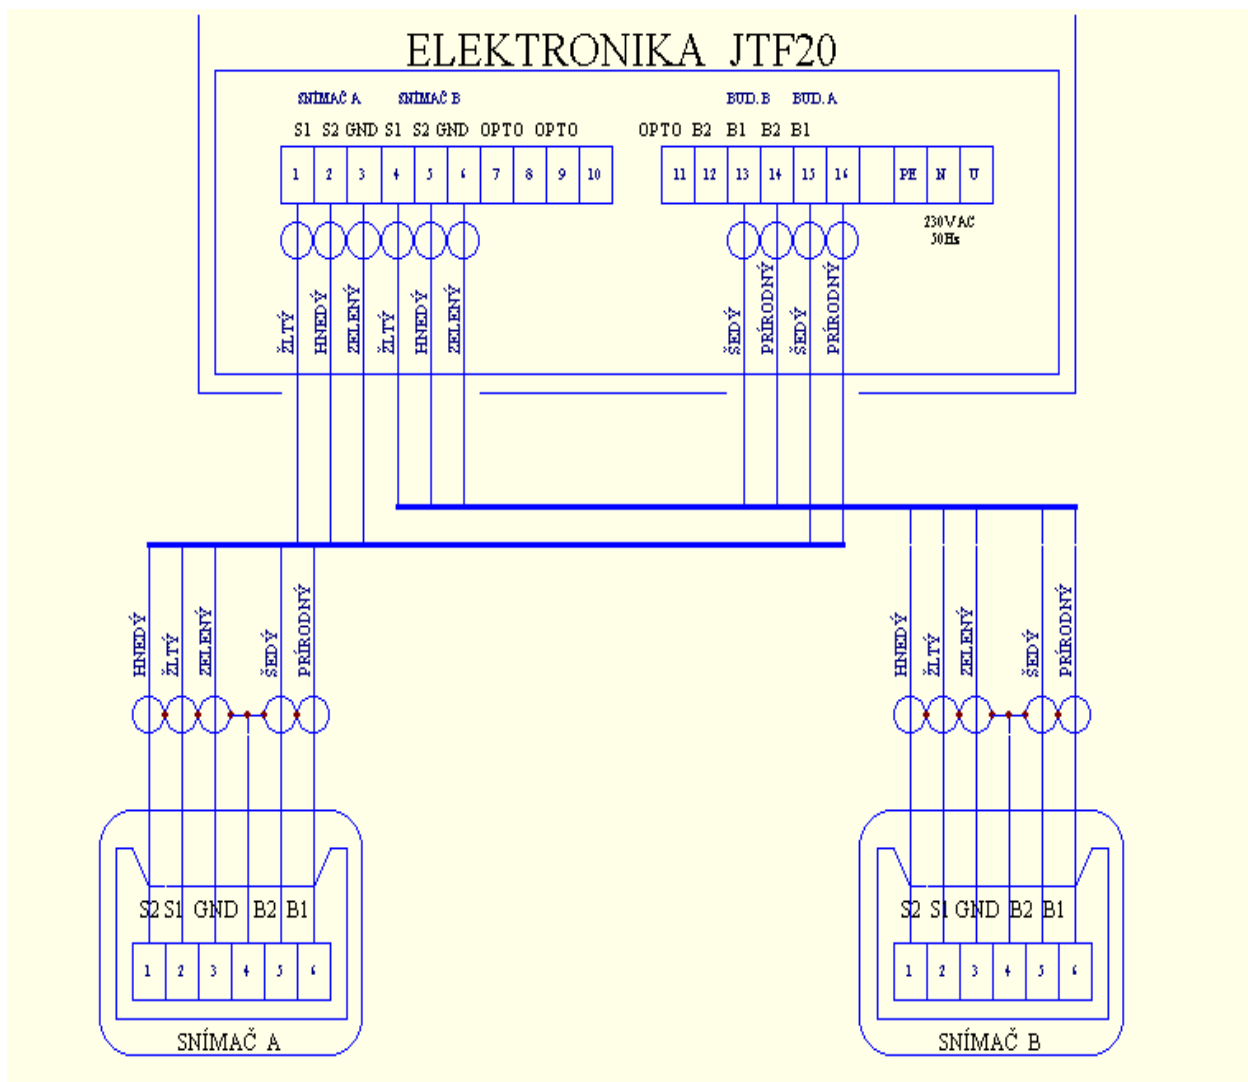 ELEKTRONIKA JTF20
SNÍMAČ A SNÍMAČ B BUD. B BUD. A
S1 S2 GND S1 S2 GND OPTO OPTO OPTO B2 B1 B2 B1
1 2 3 4 5 6 7 8 9 10 11 12 13 14 15 16 PE N U
230VAC
50Hz
ŽLTÝ
HNEDÝ
ZELENÝ
ŽLTÝ
HNEDÝ
ZELENÝ
ŠEDÝ
PRÍRODNÝ
ŠEDÝ
PRÍRODNÝ
HNEDÝ
ŽLTÝ
ZELENÝ
ŠEDÝ
PRÍRODNÝ
HNEDÝ
ŽLTÝ
ZELENÝ
ŠEDÝ
PRÍRODNÝ
S2 S1 GND B2 B1
1 2 3 4 5 6
SNÍMAČ A
S2 S1 GND B2 B1
1 2 3 4 5 6
SNÍMAČ B